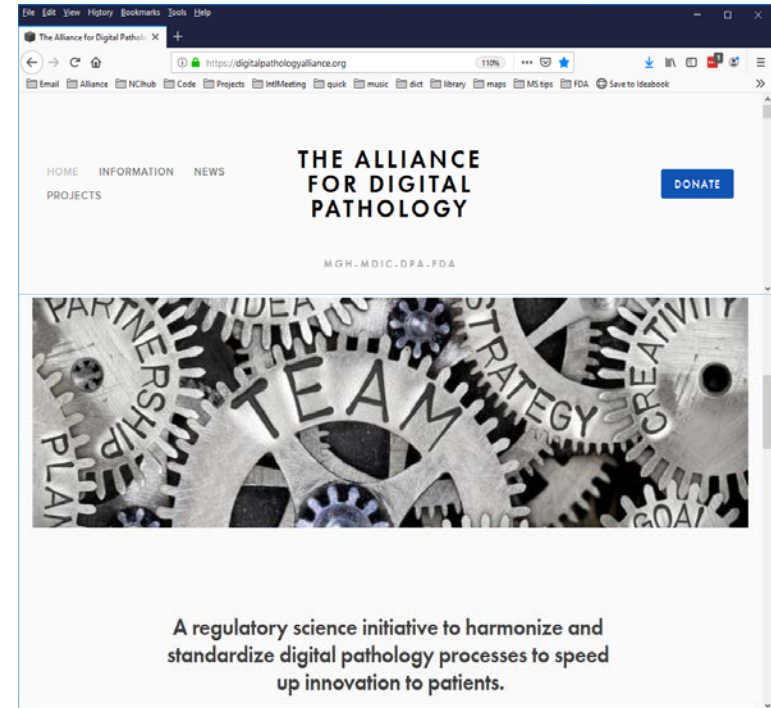 File Edit View History Bookmarks Tools Help
The Alliance for Digital Patholo
https://digitalpathologyalliance.org 110%
Email Alliance NCIhub Code Projects IntlMeeting quick music dict library maps MS tips FDA Save to Ideabook
HOME INFORMATION NEWS
PROJECTS
THE ALLIANCE
FOR DIGITAL
PATHOLOGY
DONATE
MGH-MDIC-DPA-FDA
PARTNERSHIP
IDEA
STRATEGY
CREATIVITY
TEAM
PLAN
GOAL
A regulatory science initiative to harmonize and
standardize digital pathology processes to speed
up innovation to patients.